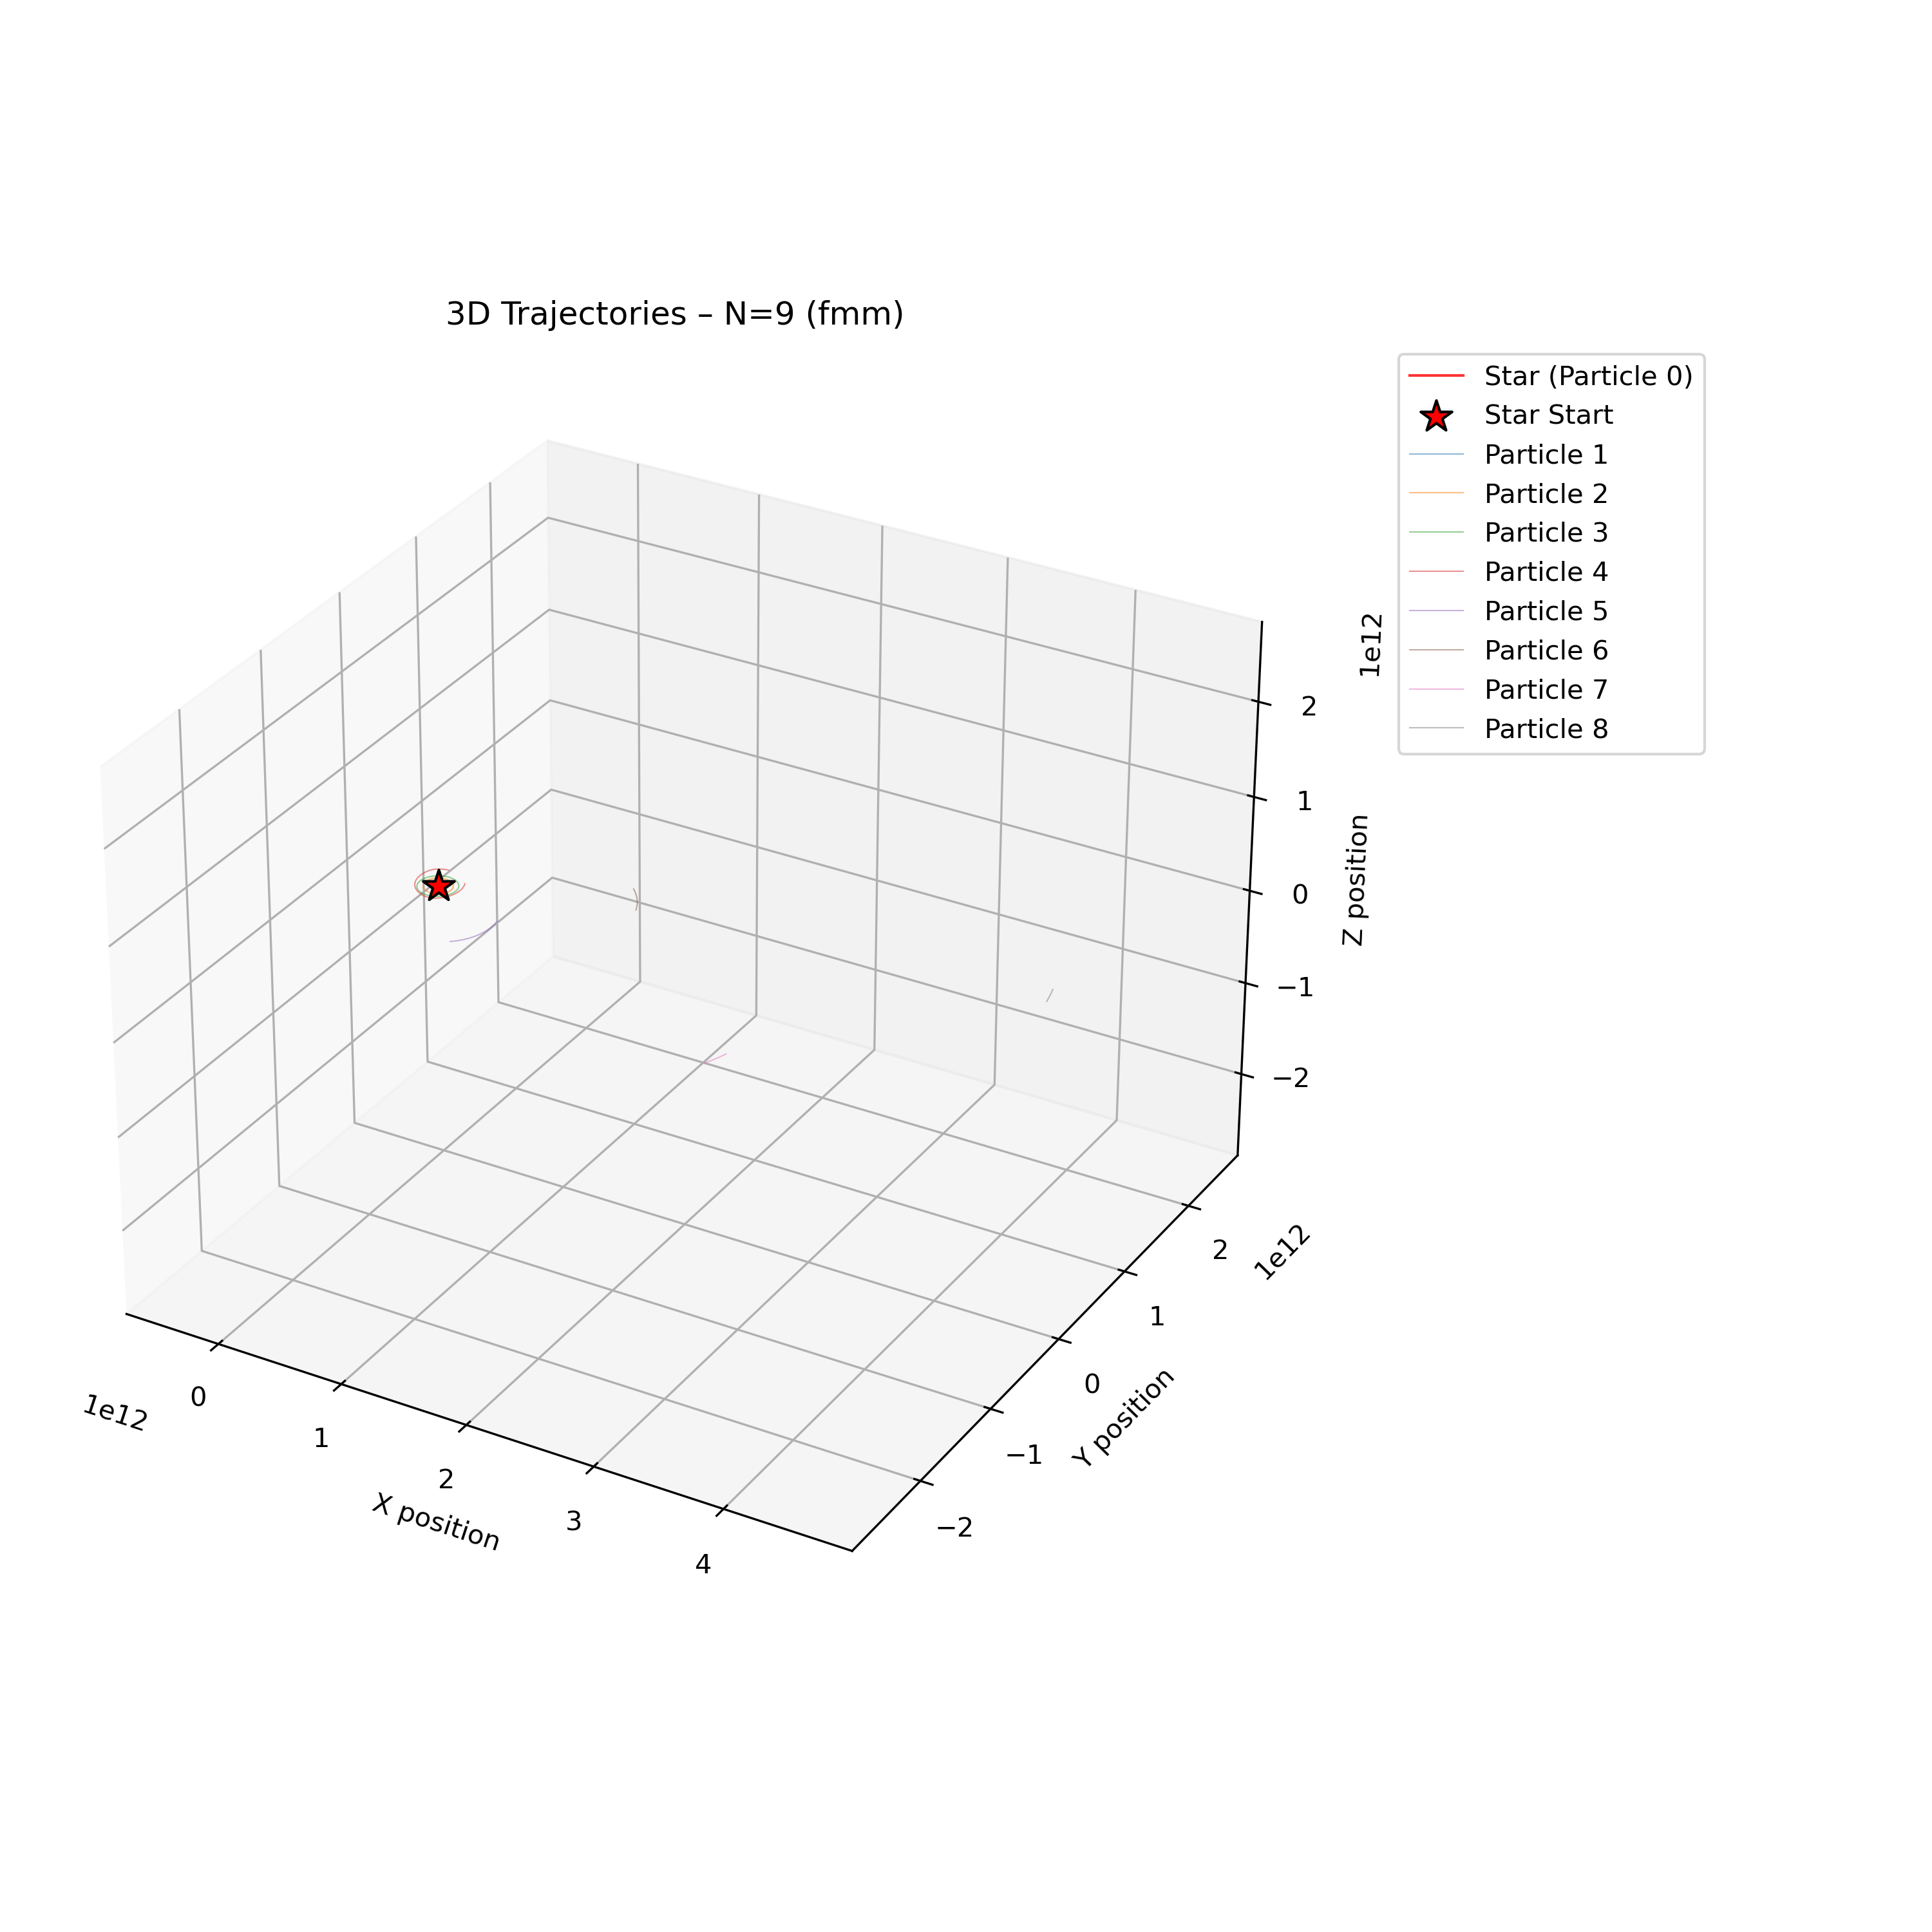 3D Trajectories – N=9 (fmm)
Star (Particle 0)
Star Start
Particle 1
Particle 2
Particle 3
Particle 4
Particle 5
Particle 6
Particle 7
Particle 8
1e12
2
1
0
−1
−2
Z position
1e12
2
1
0
−1
−2
Y position
1e12
0
1
2
3
4
X position